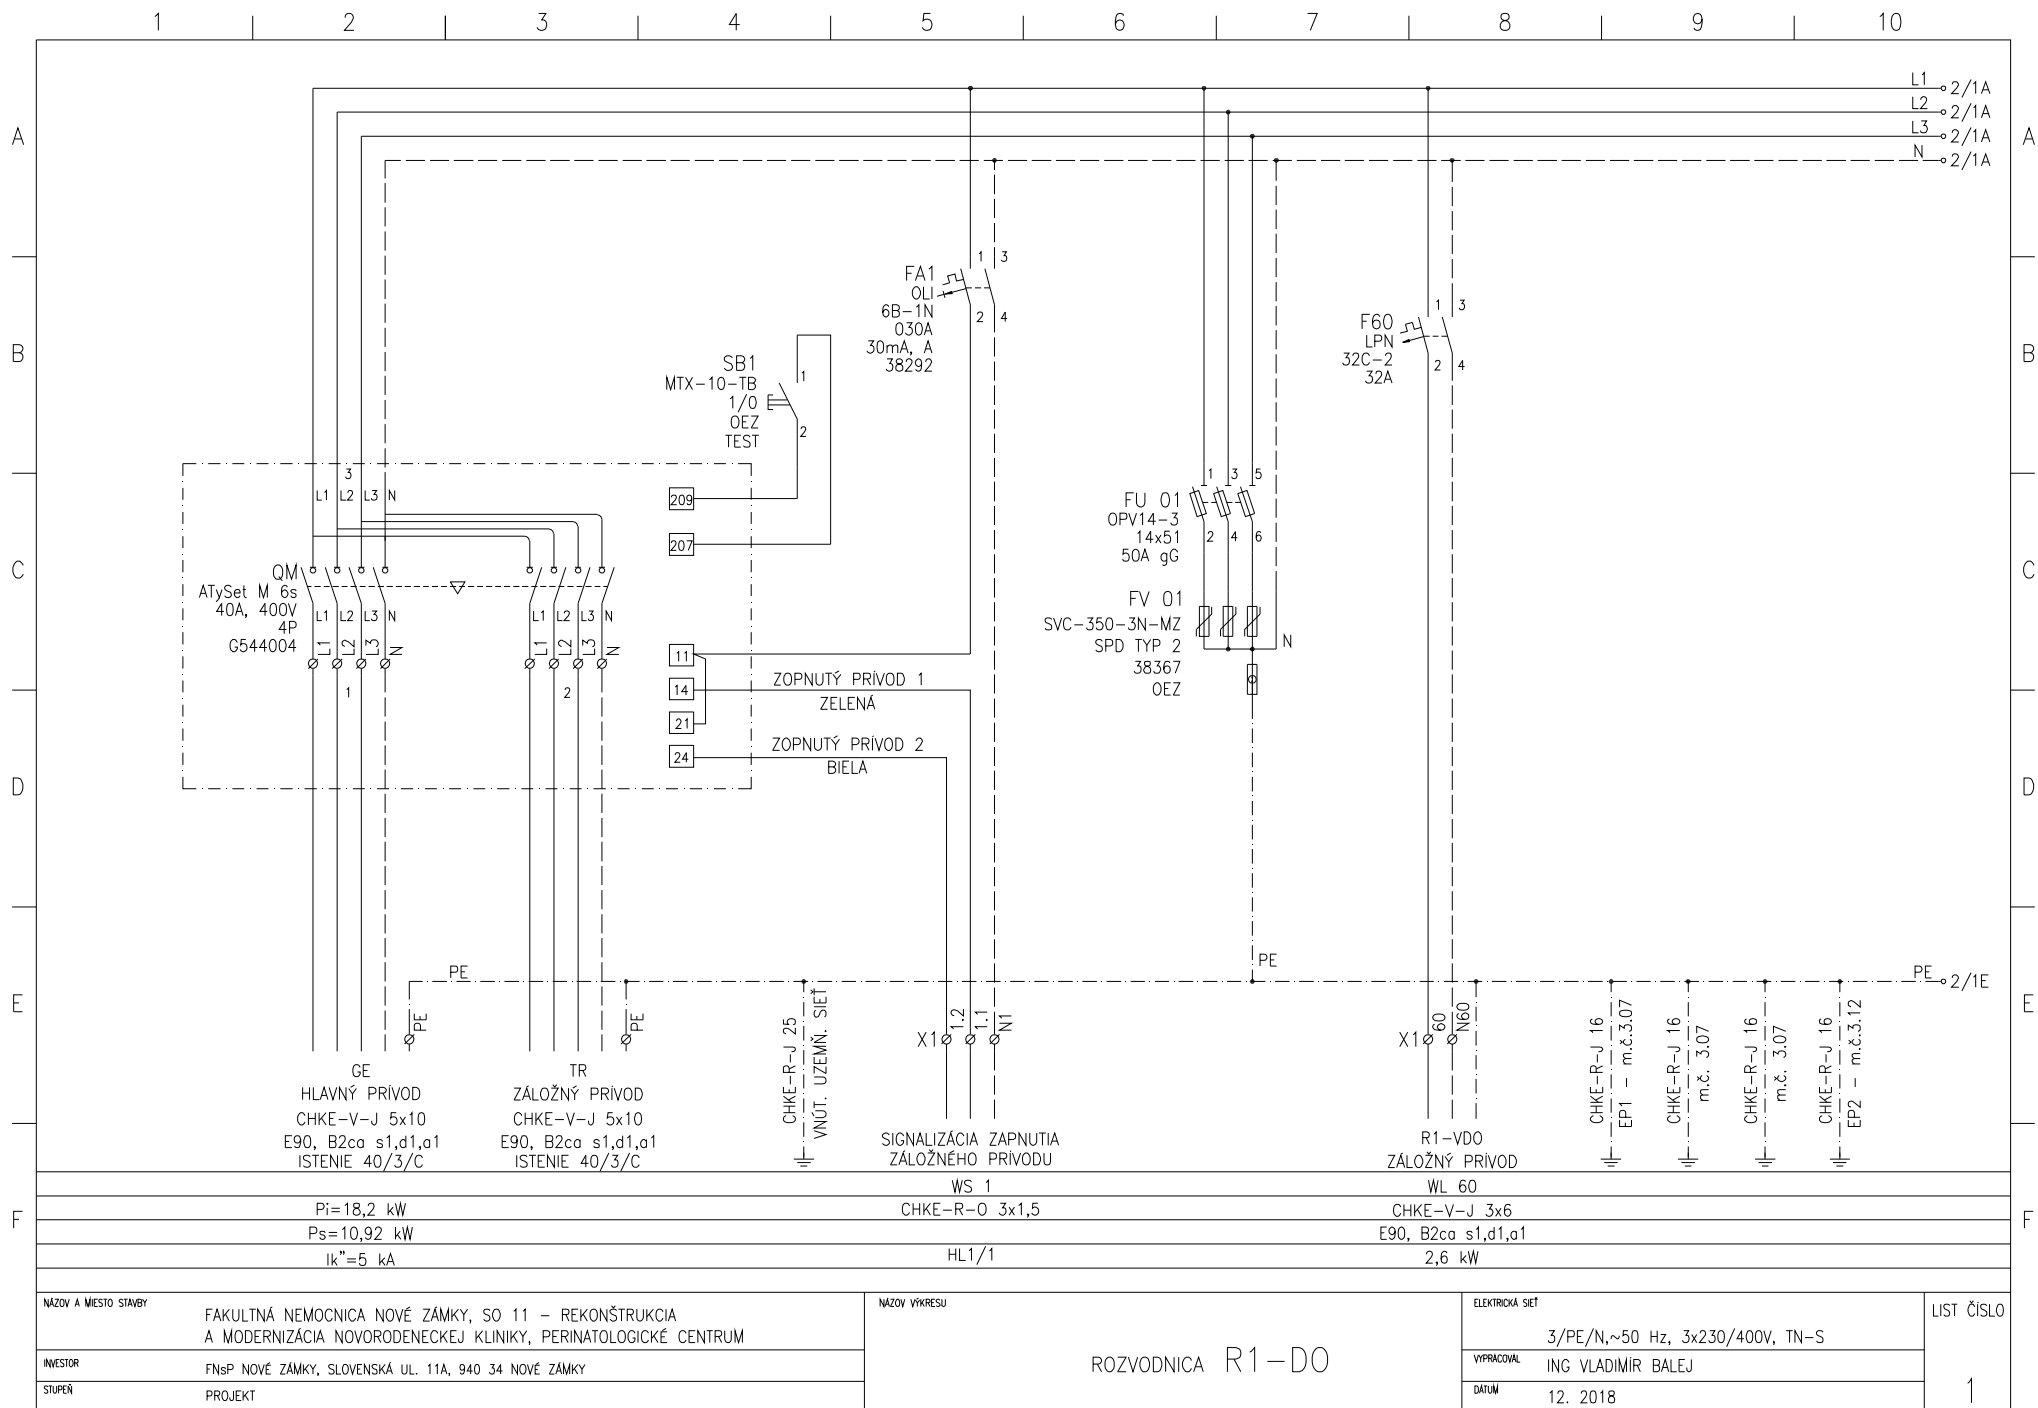 1 2 3 4 5 6 7 8 9 10
L1 2/1A
L2 2/1A
L3 2/1A
N 2/1A
A A
B B
C C
D D
E E
F F
FA1
OLI
6B-1N
030A
30mA, A
38292
1 3
2 4
SB1
MTX-10-TB
1/0
OEZ
TEST
1
2
F60
LPN
32C-2
32A
1 3
2 4
3
L1 L2 L3 N
209
207
QM
ATySet M 6s
40A, 400V
4P
G544004
L1 L2 L3 N
L1 L2 L3 N
L1 L2 L3 N
L1 L2 L3 N
1
2
11
14
21
24
ZOPNUTÝ PRÍVOD 1
ZELENÁ
ZOPNUTÝ PRÍVOD 2
BIELA
FU 01
OPV14-3
14x51
50A gG
1 3 5
2 4 6
FV 01
SVC-350-3N-MZ
SPD TYP 2
38367
OEZ
N
PE
PE
PE 2/1E
PE
PE
GE
HLAVNÝ PRÍVOD
CHKE-V-J 5x10
E90, B2ca s1,d1,a1
ISTENIE 40/3/C
TR
ZÁLOŽNÝ PRÍVOD
CHKE-V-J 5x10
E90, B2ca s1,d1,a1
ISTENIE 40/3/C
CHKE-R-J 25
VNÚT. UZEMŇ. SIEŤ
X1 1.2 1.1 N1
SIGNALIZÁCIA ZAPNUTIA
ZÁLOŽNÉHO PRÍVODU
X1 60 N60
R1-VDO
ZÁLOŽNÝ PRÍVOD
CHKE-R-J 16
EP1 - m.č.3.07
CHKE-R-J 16
m.č. 3.07
CHKE-R-J 16
m.č. 3.07
CHKE-R-J 16
EP2 - m.č.3.12
WS 1 WL 60
Pi=18,2 kW CHKE-R-O 3x1,5 CHKE-V-J 3x6
Ps=10,92 kW E90, B2ca s1,d1,a1
Ik"=5 kA HL1/1 2,6 kW
NÁZOV A MIESTO STAVBY
FAKULTNÁ NEMOCNICA NOVÉ ZÁMKY, SO 11 - REKONŠTRUKCIA
A MODERNIZÁCIA NOVORODENECKEJ KLINIKY, PERINATOLOGICKÉ CENTRUM
INVESTOR
FNsP NOVÉ ZÁMKY, SLOVENSKÁ UL. 11A, 940 34 NOVÉ ZÁMKY
STUPEŇ
PROJEKT
NÁZOV VÝKRESU
ROZVODNICA R1-DO
ELEKTRICKÁ SIEŤ
3/PE/N,~50 Hz, 3x230/400V, TN-S
VYPRACOVAL
ING VLADIMÍR BALEJ
DÁTUM
12. 2018
LIST ČÍSLO
1